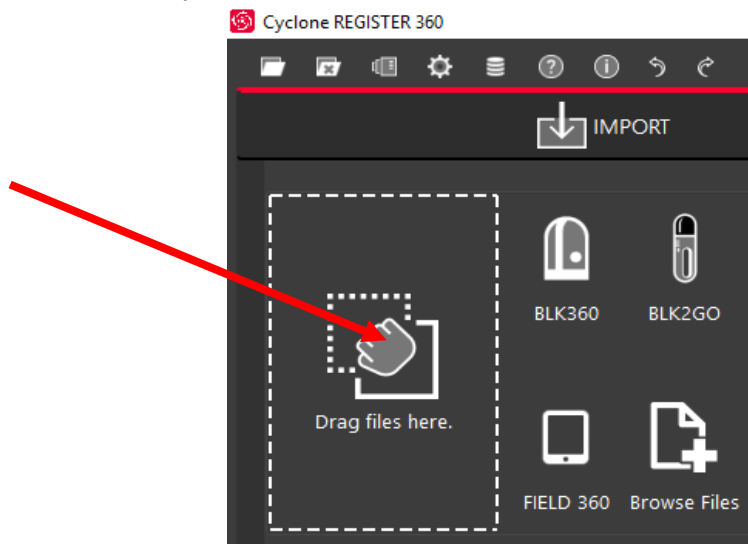 Cyclone REGISTER 360
IMPORT
BLK360
BLK2GO
Drag files here.
FIELD 360
Browse Files